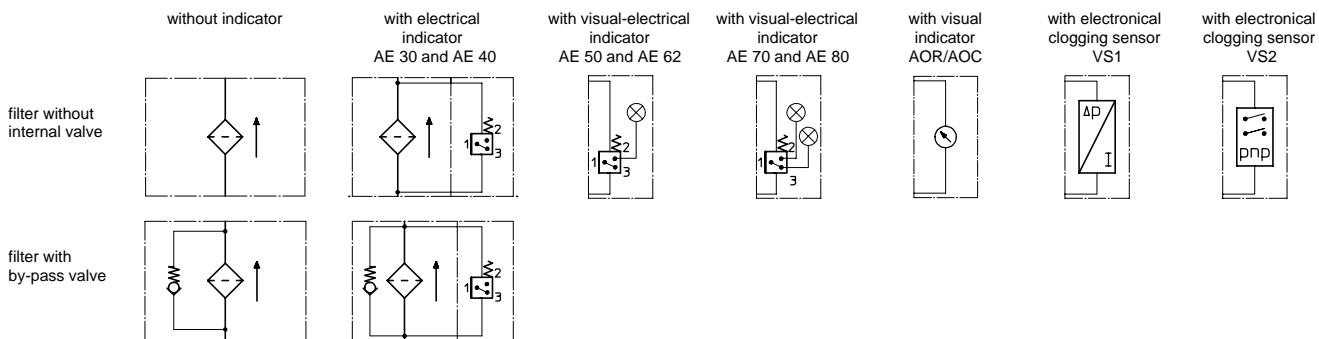 without indicator
with electrical
indicator
AE 30 and AE 40
with visual-electrical
indicator
AE 50 and AE 62
with visual-electrical
indicator
AE 70 and AE 80
with visual
indicator
AOR/AOC
with electronical
clogging sensor
VS1
with electronical
clogging sensor
VS2
filter without
internal valve
1
2
3
1
2
3
1
2
3
Δp
I
pnp
filter with
by-pass valve
1
2
3